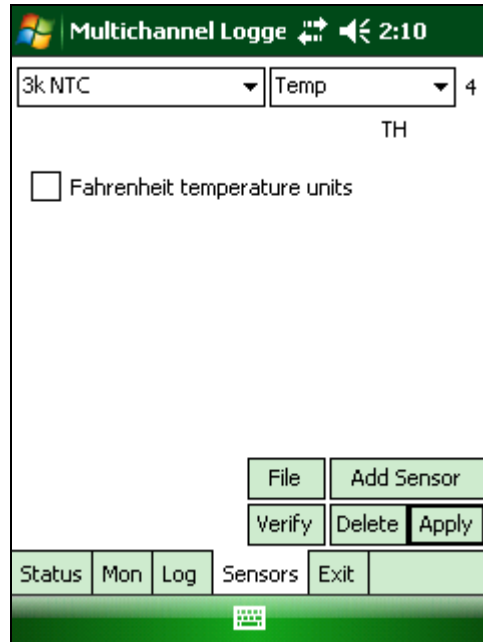 Multichannel Logge 2:10
3k NTC Temp 4
TH
Fahrenheit temperature units
File Add Sensor
Verify Delete Apply
Status Mon Log Sensors Exit